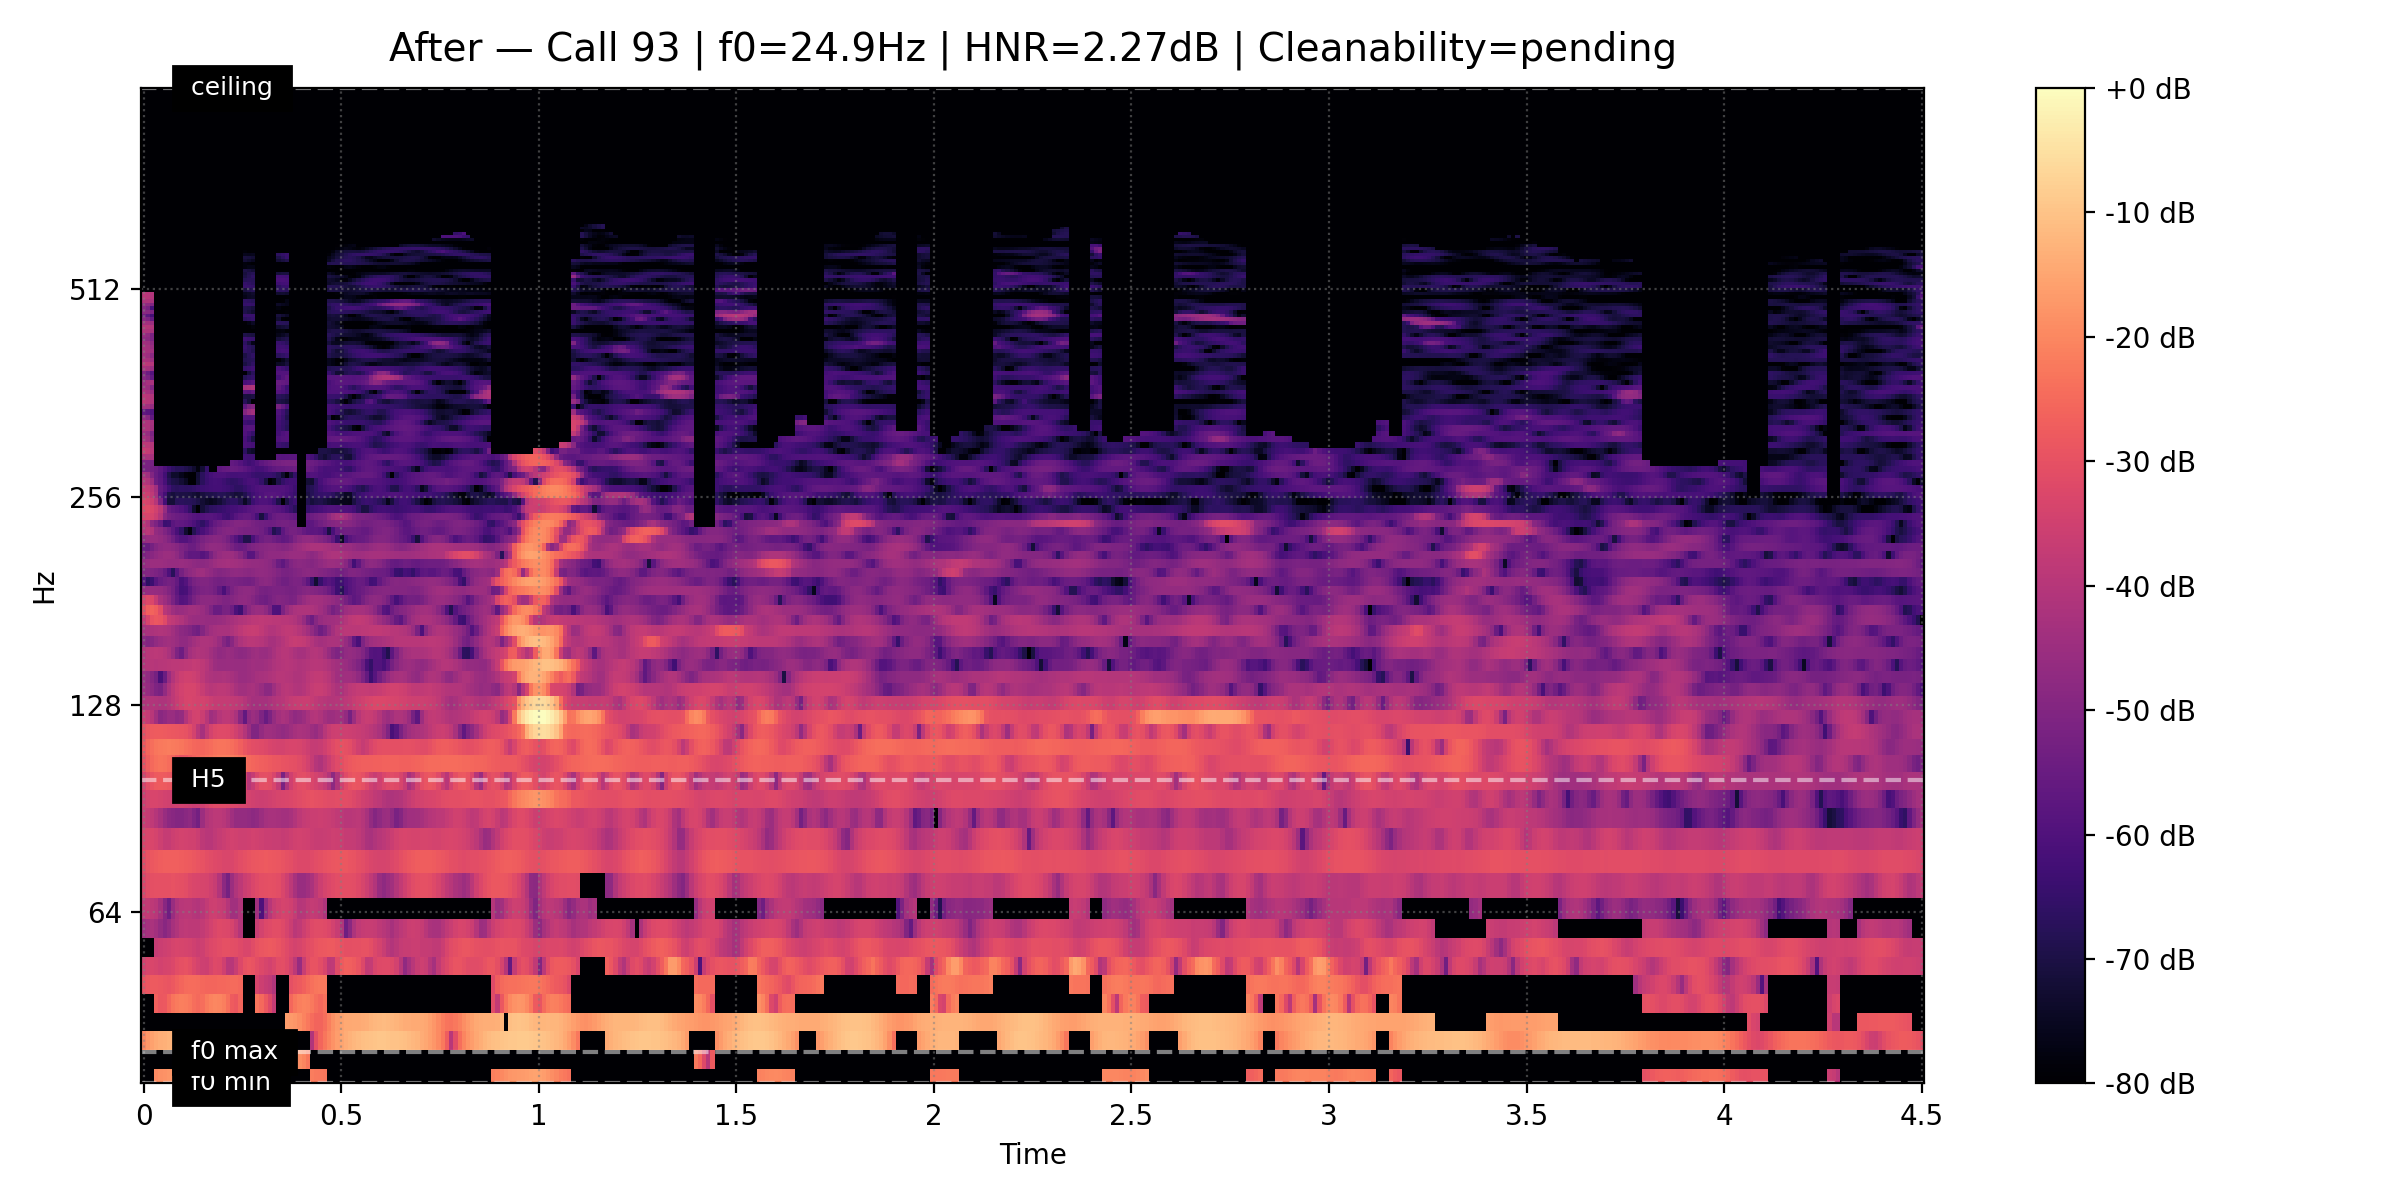 After — Call 93 | f0=24.9Hz | HNR=2.27dB | Cleanability=pending
ceiling
+0 dB
-10 dB
-20 dB
-30 dB
-40 dB
-50 dB
-60 dB
-70 dB
-80 dB
512
256
128
64
Hz
H5
f0 max
f0 min
0 0.5 1 1.5 2 2.5 3 3.5 4 4.5
Time